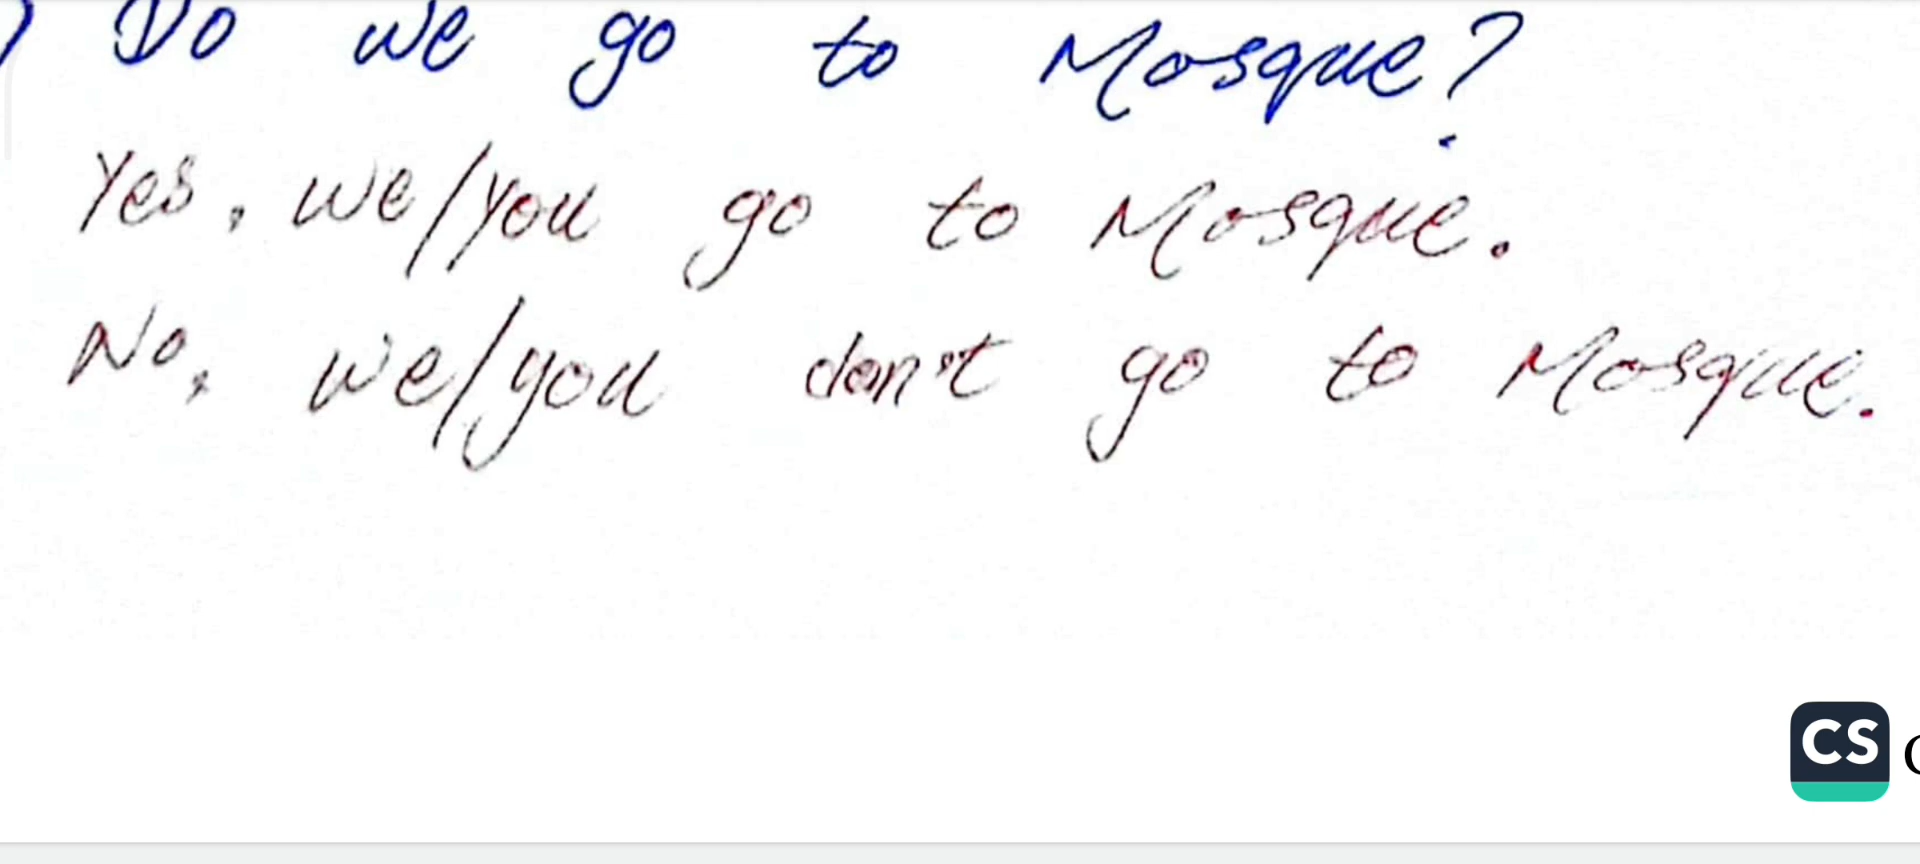 ) Do we go to Mosque?
Yes, we/you go to Mosque.
No, we/you don't go to Mosque.
CS